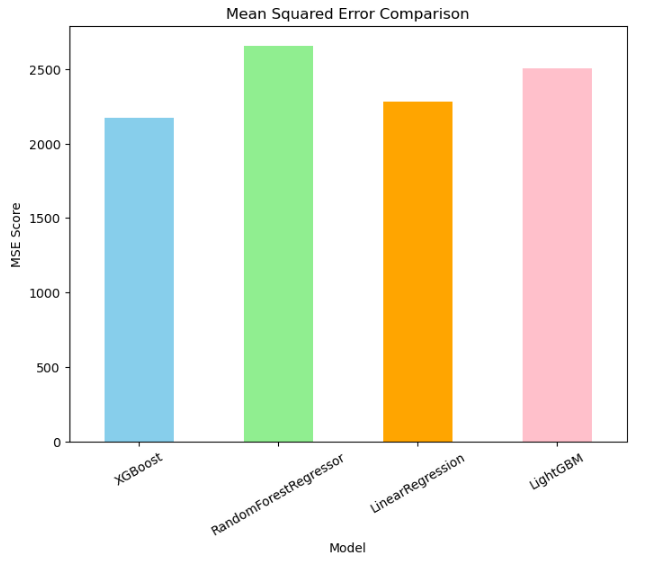 Mean Squared Error Comparison
MSE Score
2500
2000
1500
1000
500
0
XGBoost
RandomForestRegressor
LinearRegression
LightGBM
Model